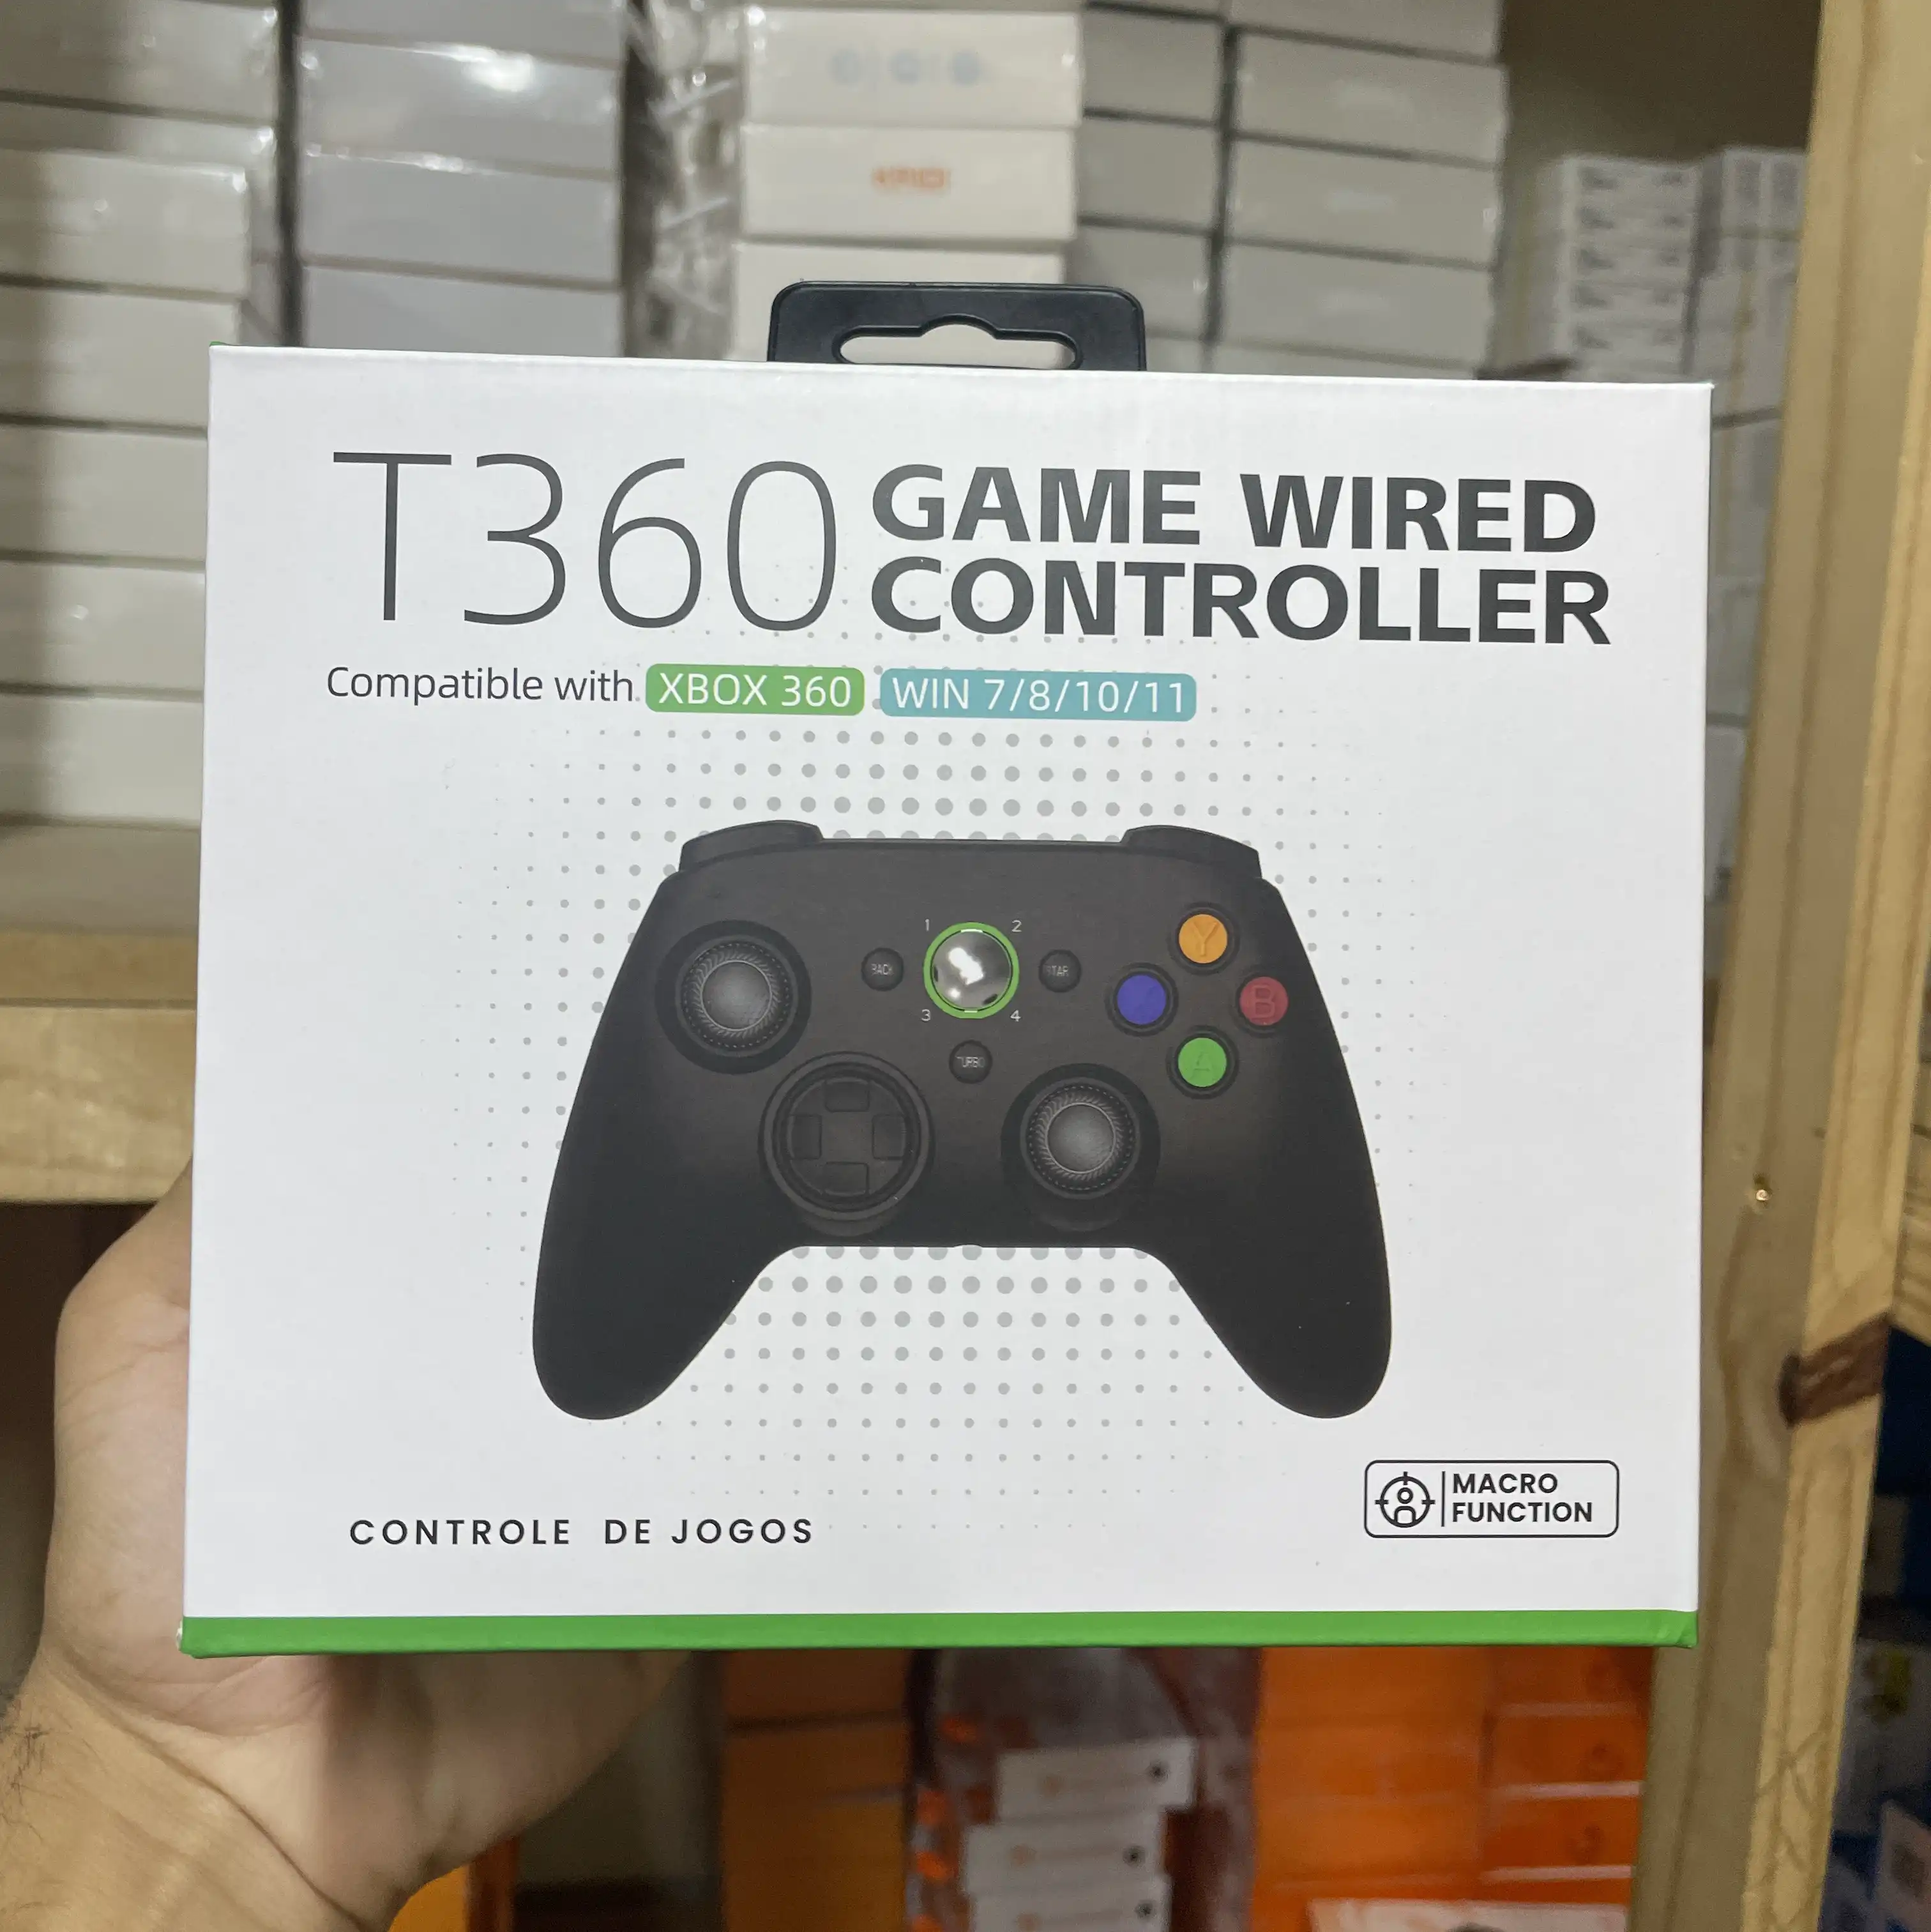 T360
GAME WIRED
CONTROLLER
Compatible with XBOX 360 WIN 7/8/10/11
1 2
BACK
3 4
TURBO
Y
B
A
MACRO
FUNCTION
CONTROLE DE JOGOS